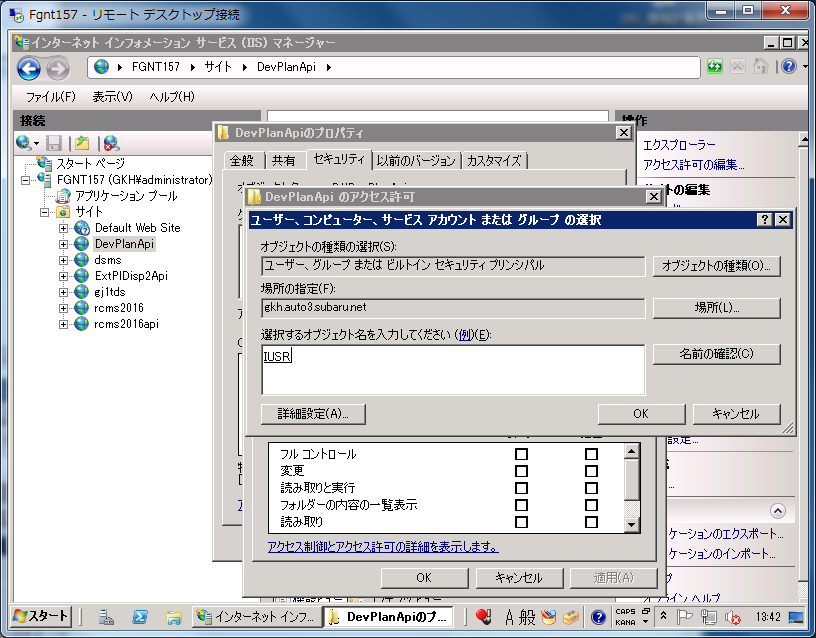 Fgnt157 - リモート デスクトップ接続
インターネット インフォメーション サービス (IIS) マネージャー
FGNT157 サイト DevPlanApi
ファイル(F) 表示(V) ヘルプ(H)
接続
スタート ページ
FGNT157 (GKH¥administrator)
アプリケーション プール
サイト
Default Web Site
DevPlanApi
dsms
ExtPlDisp2Api
gj1tds
rcms2016
rcms2016api
操作
エクスプローラー
アクセス許可の編集...
の編集
DevPlanApiのプロパティ
全般 共有 セキュリティ 以前のバージョン カスタマイズ
DevPlanApi のアクセス許可
ユーザー、コンピューター、サービス アカウント または グループ の選択
オブジェクトの種類の選択(S):
ユーザー、グループ または ビルトイン セキュリティ プリンシパル
オブジェクトの種類(O)...
場所の指定(F):
gkh.auto3.subaru.net
場所(L)...
選択するオブジェクト名を入力してください (例)(E):
IUSR
名前の確認(C)
詳細設定(A)...
OK
キャンセル
設定...
フル コントロール
変更
読み取りと実行
フォルダーの内容の一覧表示
読み取り
アクセス制御とアクセス許可の詳細を表示します。
OK
キャンセル
適用(A)
ケーションのエクスポート...
ケーションのインポート...
プ
ンライン ヘルプ
スタート
インターネット インフ...
DevPlanApiのプ...
A 般
CAPS
KANA
13:42